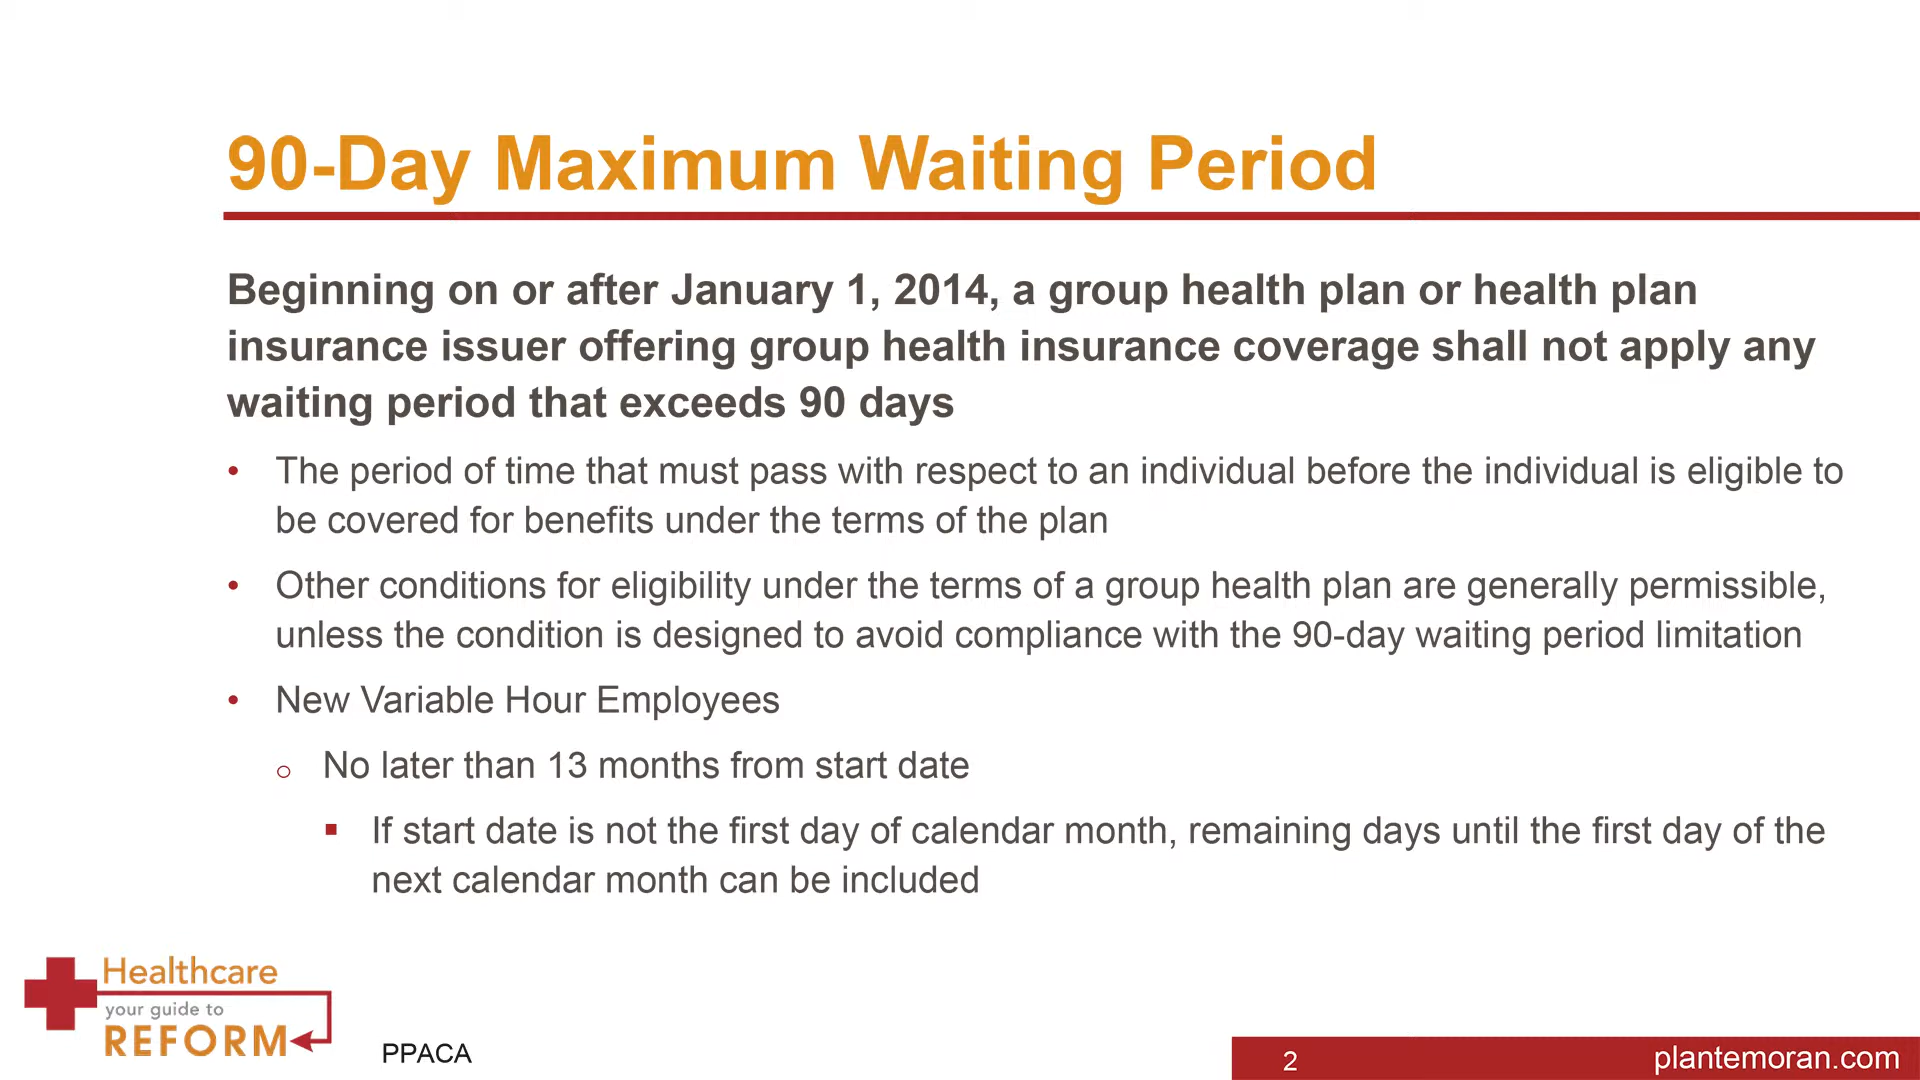 90-Day Maximum Waiting Period
Beginning on or after January 1, 2014, a group health plan or health plan
insurance issuer offering group health insurance coverage shall not apply any
waiting period that exceeds 90 days
• The period of time that must pass with respect to an individual before the individual is eligible to
be covered for benefits under the terms of the plan
• Other conditions for eligibility under the terms of a group health plan are generally permissible,
unless the condition is designed to avoid compliance with the 90-day waiting period limitation
• New Variable Hour Employees
○ No later than 13 months from start date
▪ If start date is not the first day of calendar month, remaining days until the first day of the
next calendar month can be included
Healthcare
your guide to
REFORM
PPACA
2
plantemoran.com